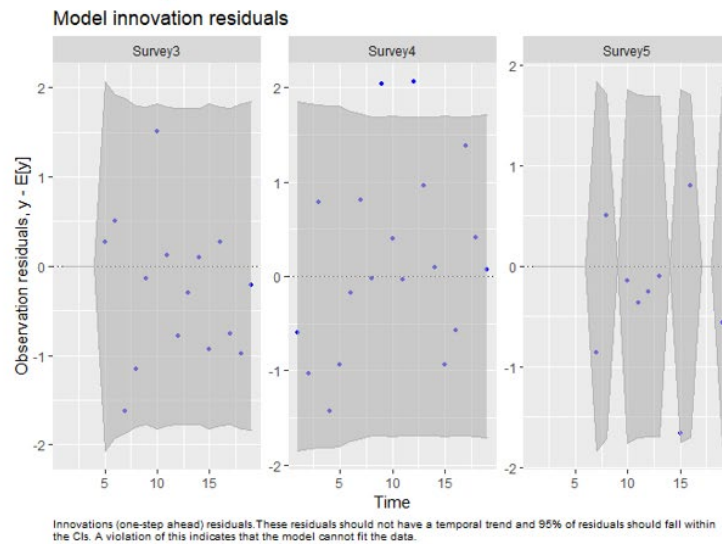 Model innovation residuals
Survey3 Survey4 Survey5
Observation residuals, y - E[y]
2 1 0 -1 -2
2 1 0 -1 -2
2 1 0 -1 -2
5 10 15 5 10 15 5 10 15
Time
Innovations (one-step ahead) residuals.These residuals should not have a temporal trend and 95% of residuals should fall within
the CIs. A violation of this indicates that the model cannot fit the data.